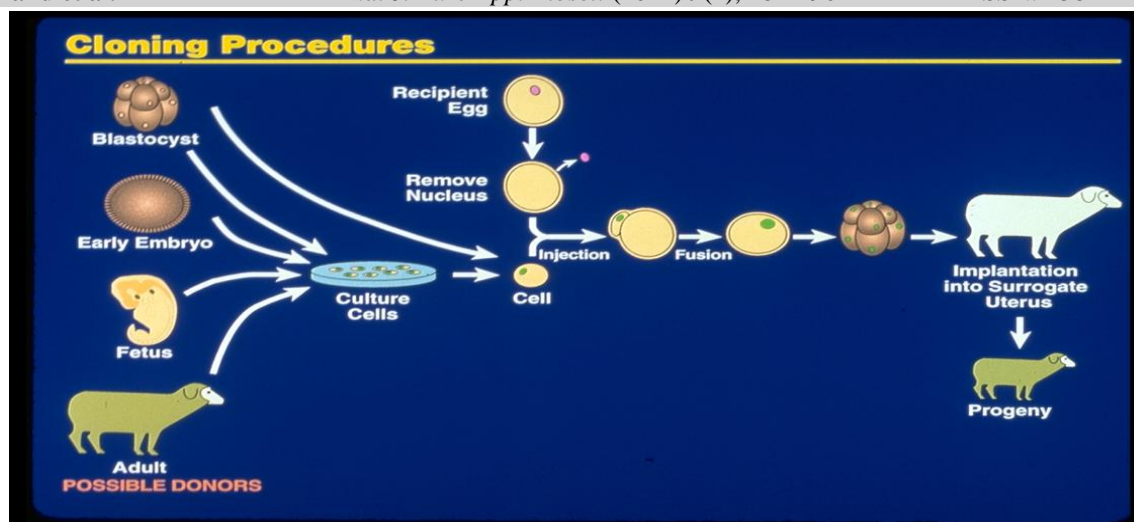 Cloning Procedures
Blastocyst
Early Embryo
Fetus
Adult
POSSIBLE DONORS
Culture
Cells
Recipient
Egg
Remove
Nucleus
Cell
Injection
Fusion
Implantation
into Surrogate
Uterus
Progeny